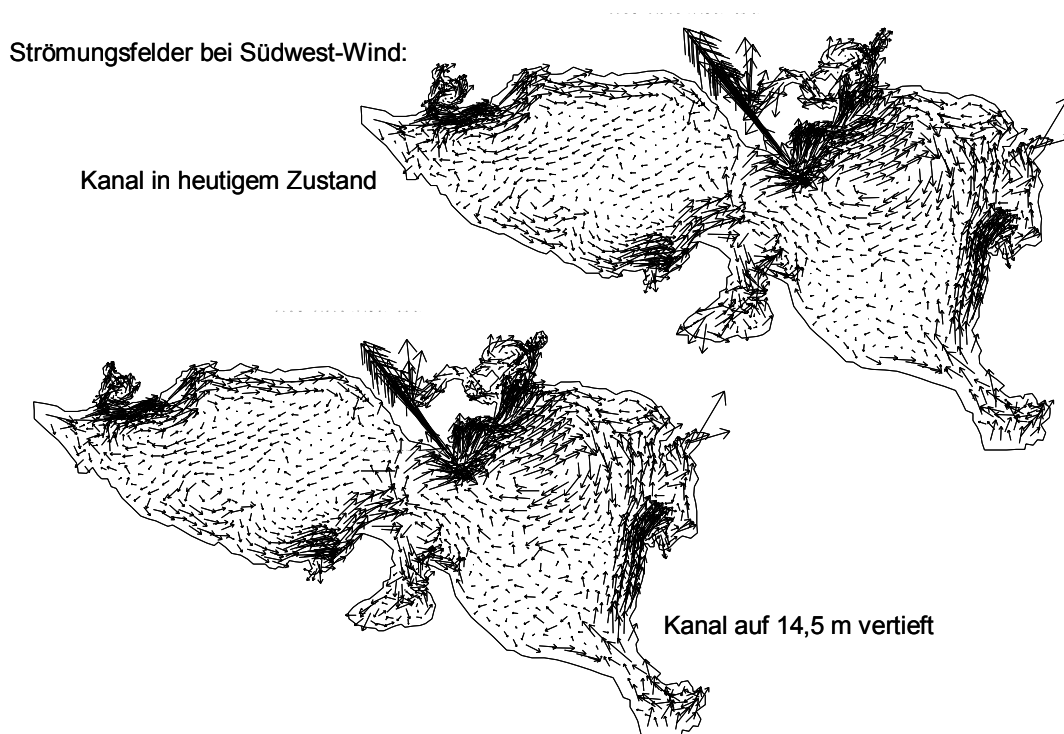 Strömungsfelder bei Südwest-Wind:
Kanal in heutigem Zustand
Kanal auf 14,5 m vertieft